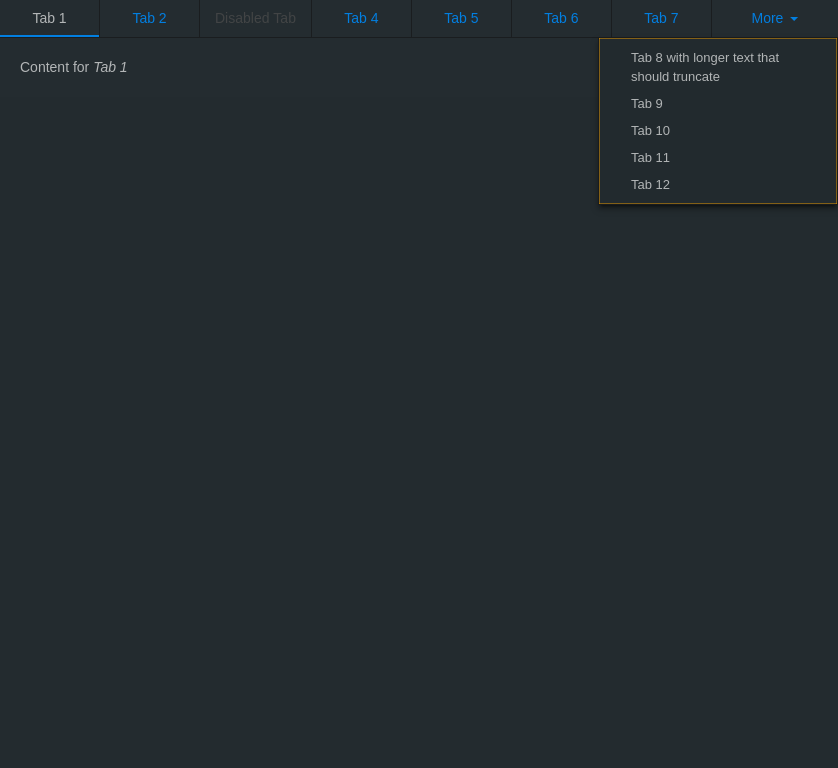 Tab 1 Tab 2 Disabled Tab Tab 4 Tab 5 Tab 6 Tab 7 More
Content for Tab 1
Tab 8 with longer text that
should truncate
Tab 9
Tab 10
Tab 11
Tab 12